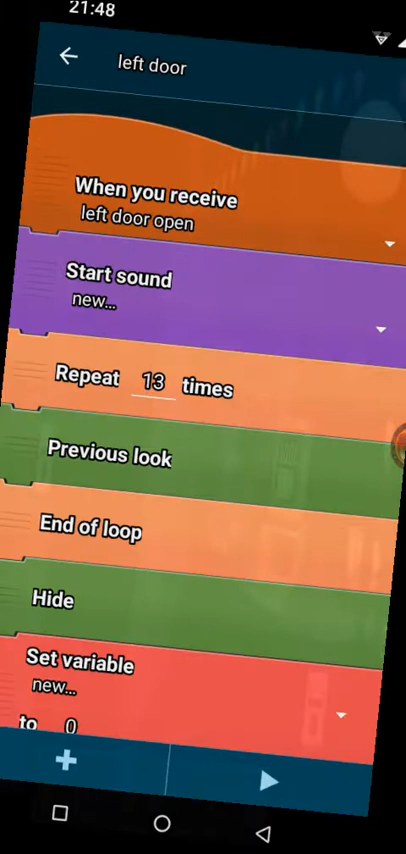 21:48
left door
When you receive
left door open
Start sound
new...
Repeat 13 times
Previous look
End of loop
Hide
Set variable
new...
to 0